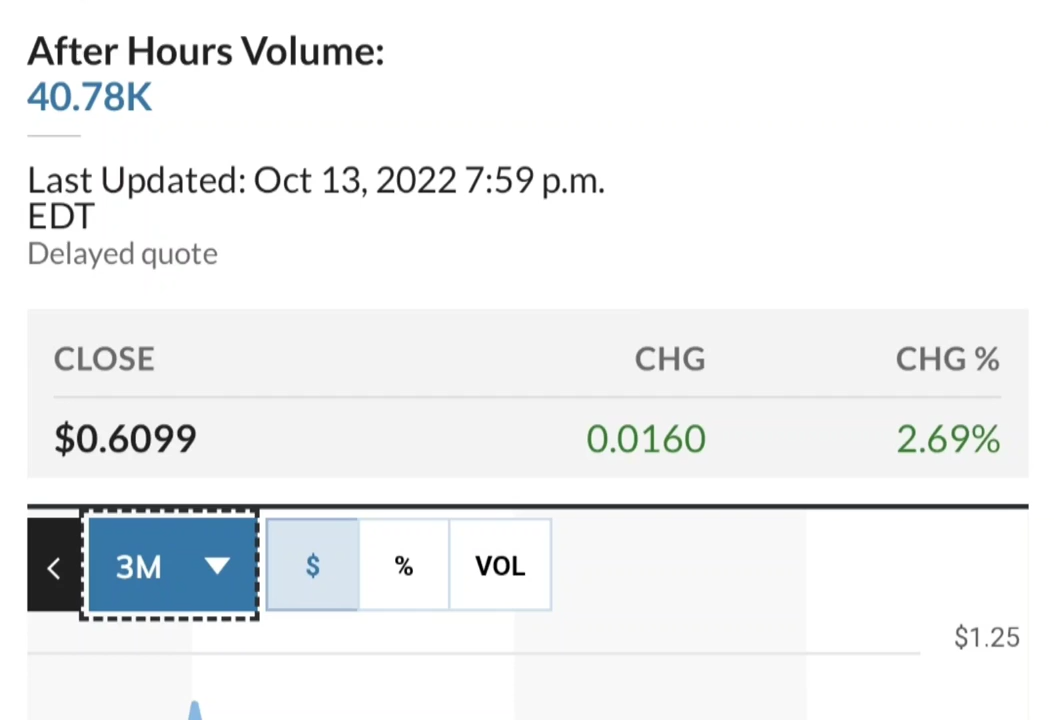 After Hours Volume:
40.78K
Last Updated: Oct 13, 2022 7:59 p.m.
EDT
Delayed quote
CLOSE CHG CHG %
$0.6099 0.0160 2.69%
3M $ % VOL
$1.25